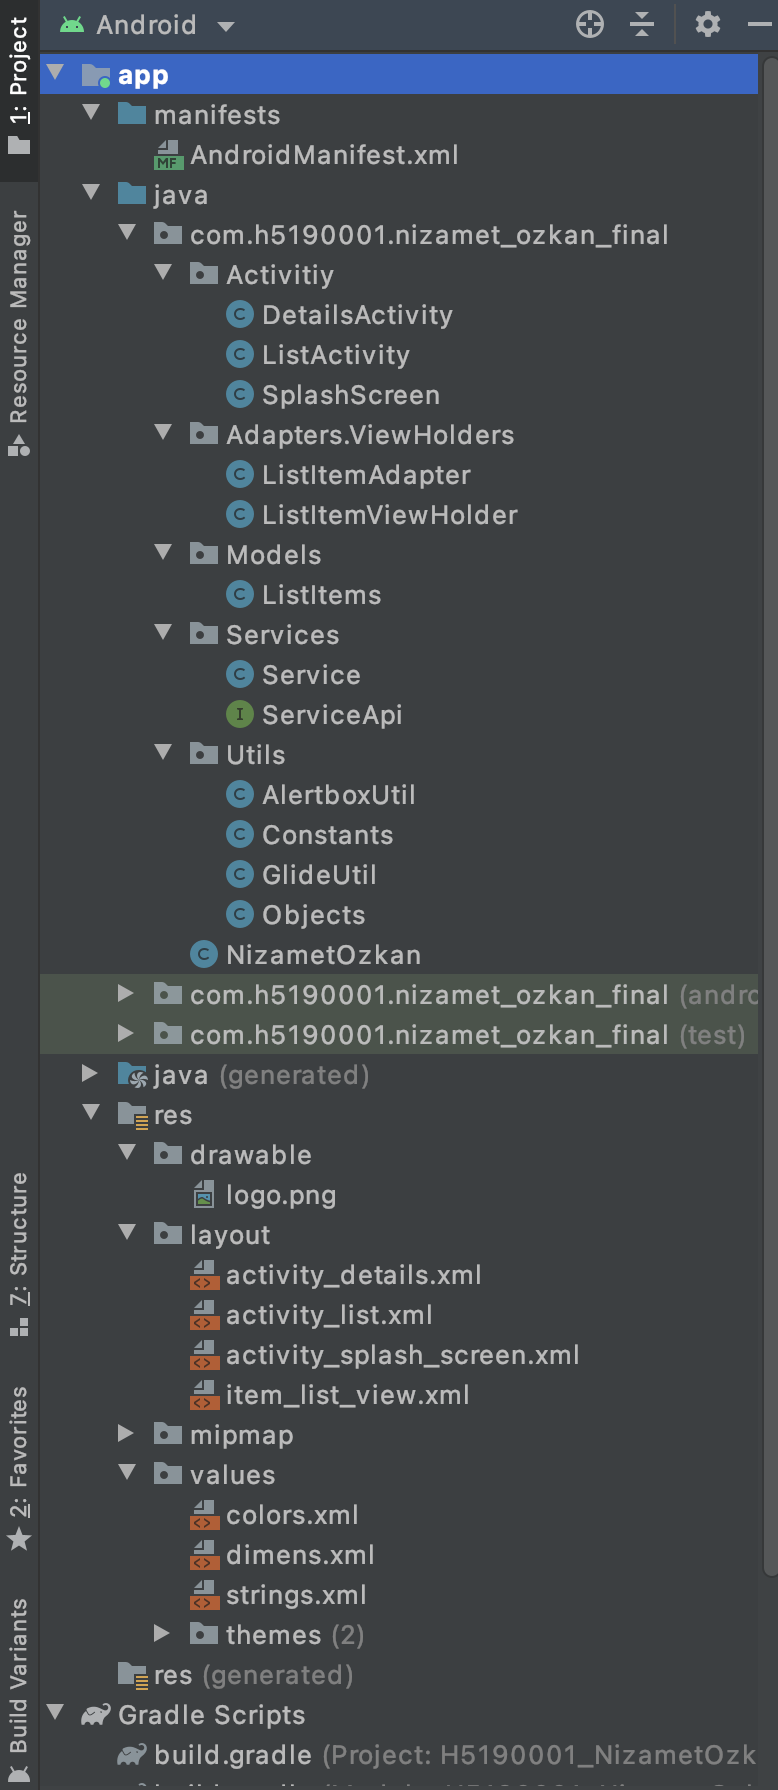 Android
1: Project
Resource Manager
7: Structure
2: Favorites
Build Variants
app
manifests
MF AndroidManifest.xml
java
com.h5190001.nizamet_ozkan_final
Activitiy
C DetailsActivity
C ListActivity
C SplashScreen
Adapters.ViewHolders
C ListItemAdapter
C ListItemViewHolder
Models
C ListItems
Services
C Service
I ServiceApi
Utils
C AlertboxUtil
C Constants
C GlideUtil
C Objects
C NizametOzkan
com.h5190001.nizamet_ozkan_final (andro
com.h5190001.nizamet_ozkan_final (test)
java (generated)
res
drawable
logo.png
layout
activity_details.xml
activity_list.xml
activity_splash_screen.xml
item_list_view.xml
mipmap
values
colors.xml
dimens.xml
strings.xml
themes (2)
res (generated)
Gradle Scripts
build.gradle (Project: H5190001_NizametOzk